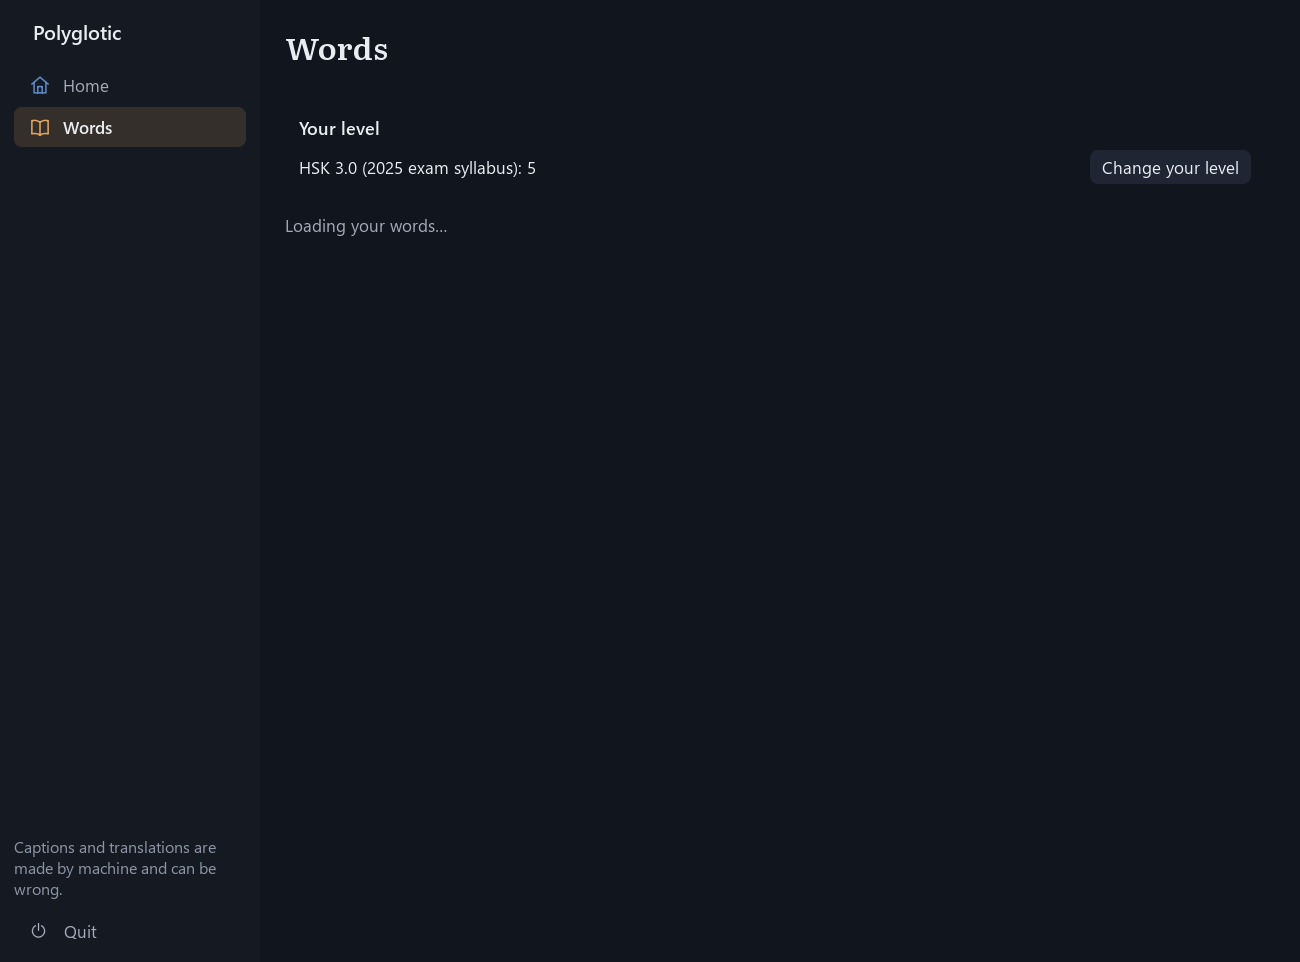 Polyglotic
Home
Words
Captions and translations are
made by machine and can be
wrong.
Quit
Words
Your level
HSK 3.0 (2025 exam syllabus): 5
Change your level
Loading your words...